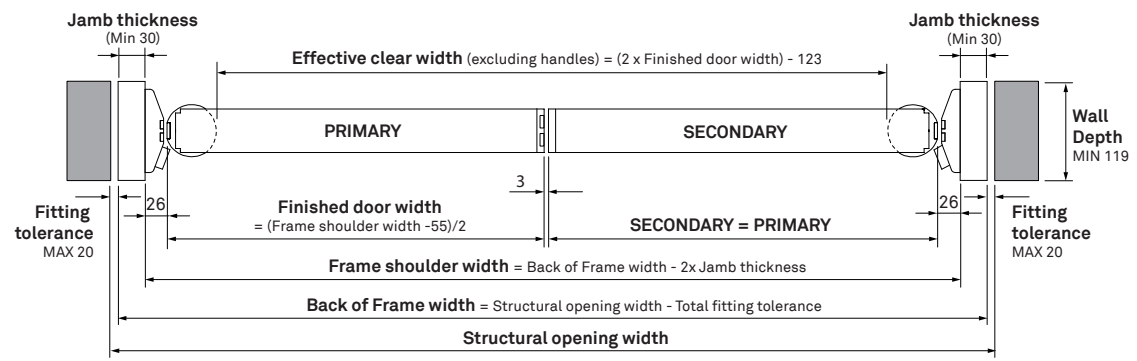 Jamb thickness
(Min 30)
Jamb thickness
(Min 30)
Effective clear width (excluding handles) = (2 x Finished door width) - 123
PRIMARY
SECONDARY
Wall
Depth
MIN 119
3
26
26
Fitting
tolerance
MAX 20
Finished door width
= (Frame shoulder width -55)/2
SECONDARY = PRIMARY
Fitting
tolerance
MAX 20
Frame shoulder width = Back of Frame width - 2x Jamb thickness
Back of Frame width = Structural opening width - Total fitting tolerance
Structural opening width